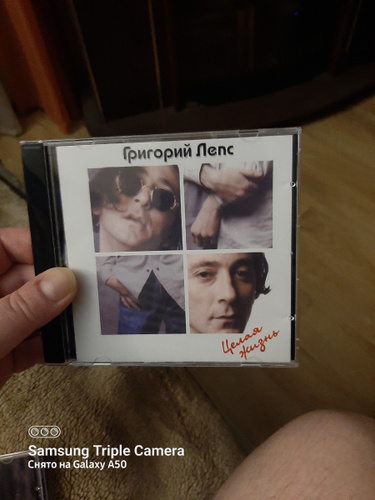 Григорий Лепс
Целая
жизнь
Samsung Triple Camera
Снято на Galaxy A50